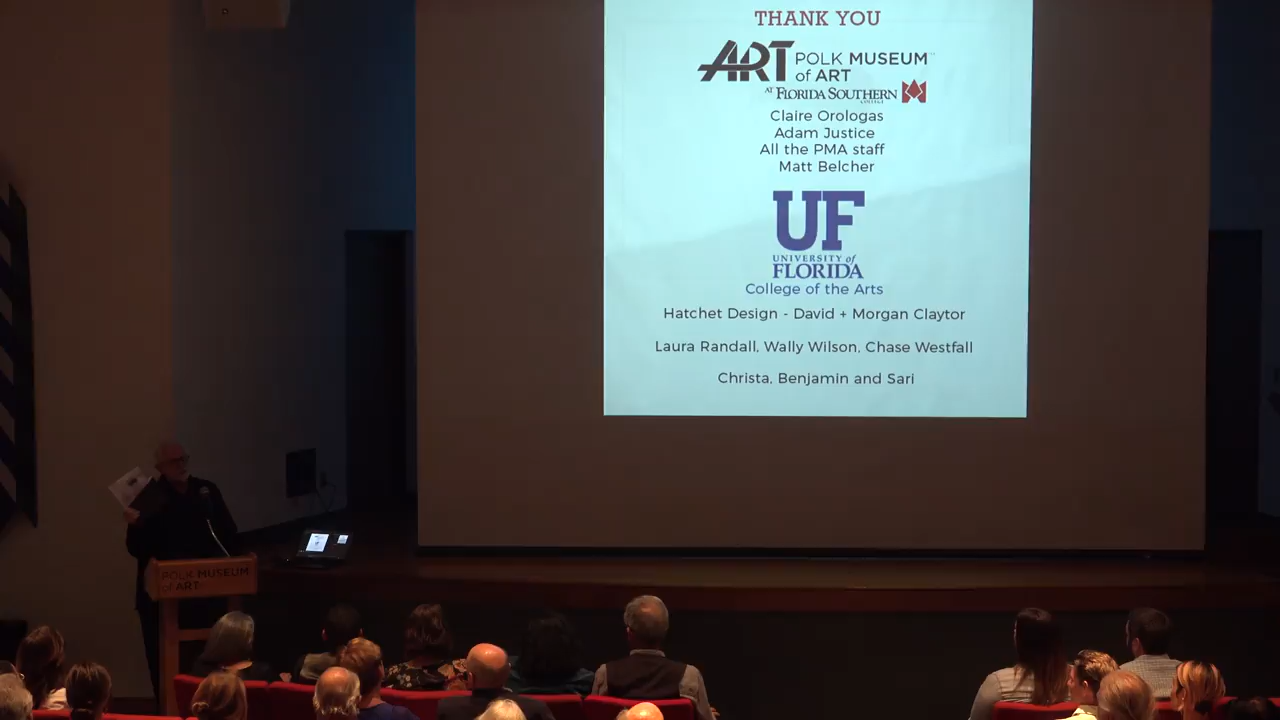 THANK YOU
ART POLK MUSEUM
of ART
AT FLORIDA SOUTHERN
COLLEGE
Claire Orologas
Adam Justice
All the PMA staff
Matt Belcher
UF
UNIVERSITY of
FLORIDA
College of the Arts
Hatchet Design - David + Morgan Claytor
Laura Randall, Wally Wilson, Chase Westfall
Christa, Benjamin and Sari
POLK MUSEUM
of ART